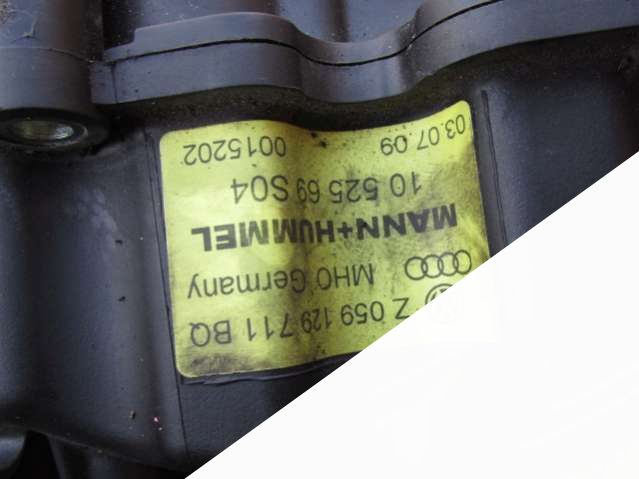 Z 059 129 711 BQ
MHO Germany
MANN+HUMMEL
10 525 69 S04
03.07.09 0015202